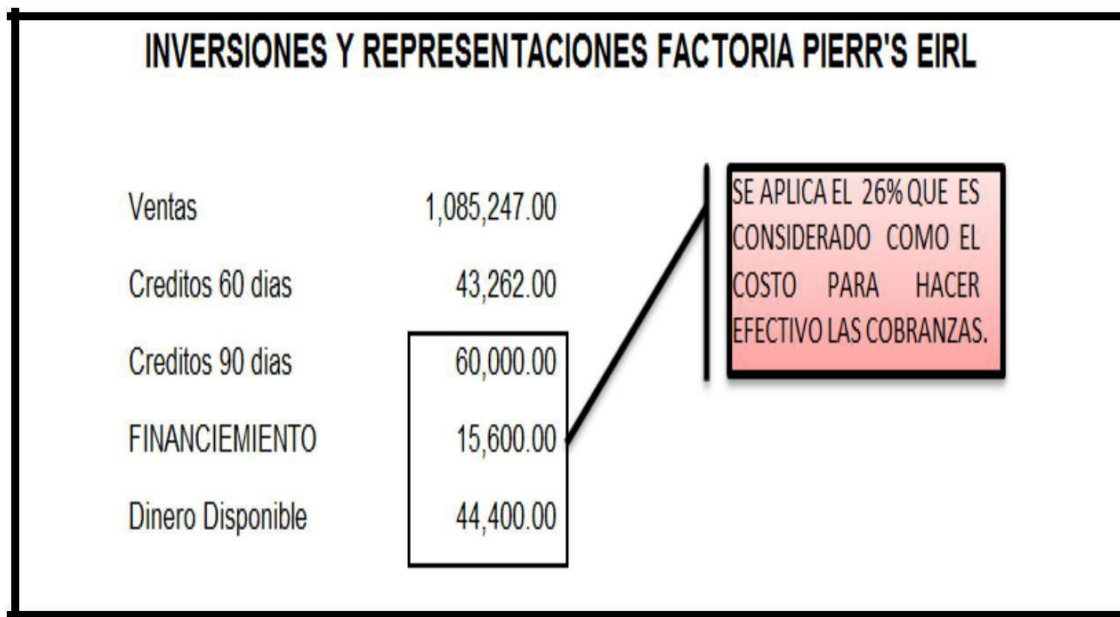 INVERSIONES Y REPRESENTACIONES FACTORIA PIERR'S EIRL
Ventas 1,085,247.00
Creditos 60 dias 43,262.00
Creditos 90 dias 60,000.00
FINANCIEMIENTO 15,600.00
Dinero Disponible 44,400.00
SE APLICA EL 26% QUE ES
CONSIDERADO COMO EL
COSTO PARA HACER
EFECTIVO LAS COBRANZAS.